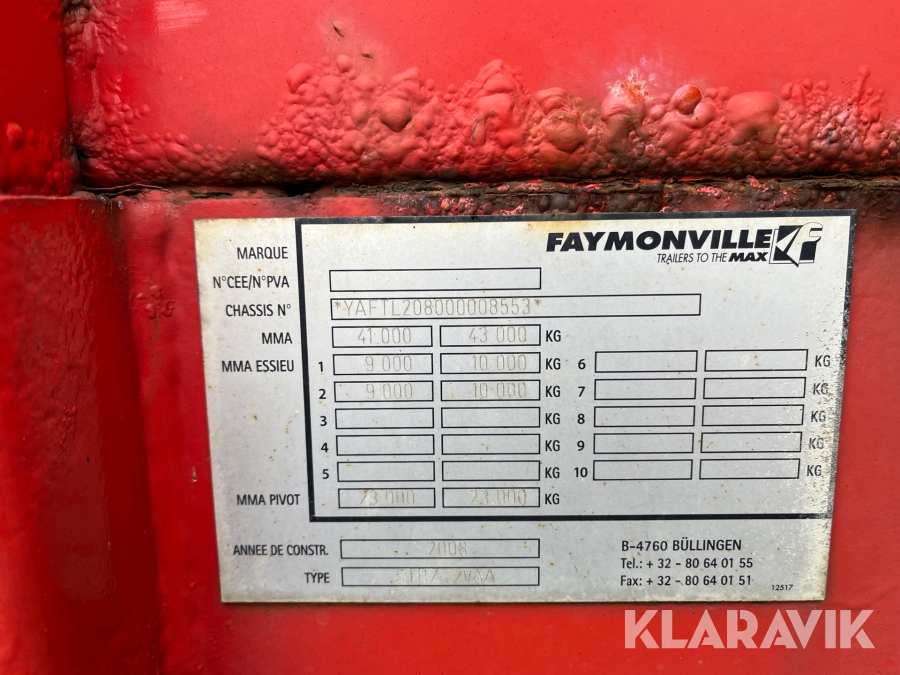 FAYMONVILLE
TRAILERS TO THE MAX
MARQUE
N°CEE/N°PVA
CHASSIS N° *YAFTL208000008553*
MMA 41 000 43 000 KG
MMA ESSIEU 1 9 000 10 000 KG 6 KG
2 9 000 10 000 KG 7 KG
3 KG 8 KG
4 KG 9 KG
5 KG 10 KG
MMA PIVOT 23 000 23 000 KG
ANNEE DE CONSTR. 2008
TYPE
B-4760 BÜLLINGEN
Tel.: + 32 - 80 64 01 55
Fax: + 32 - 80 64 01 51
12517
KLARAVIK